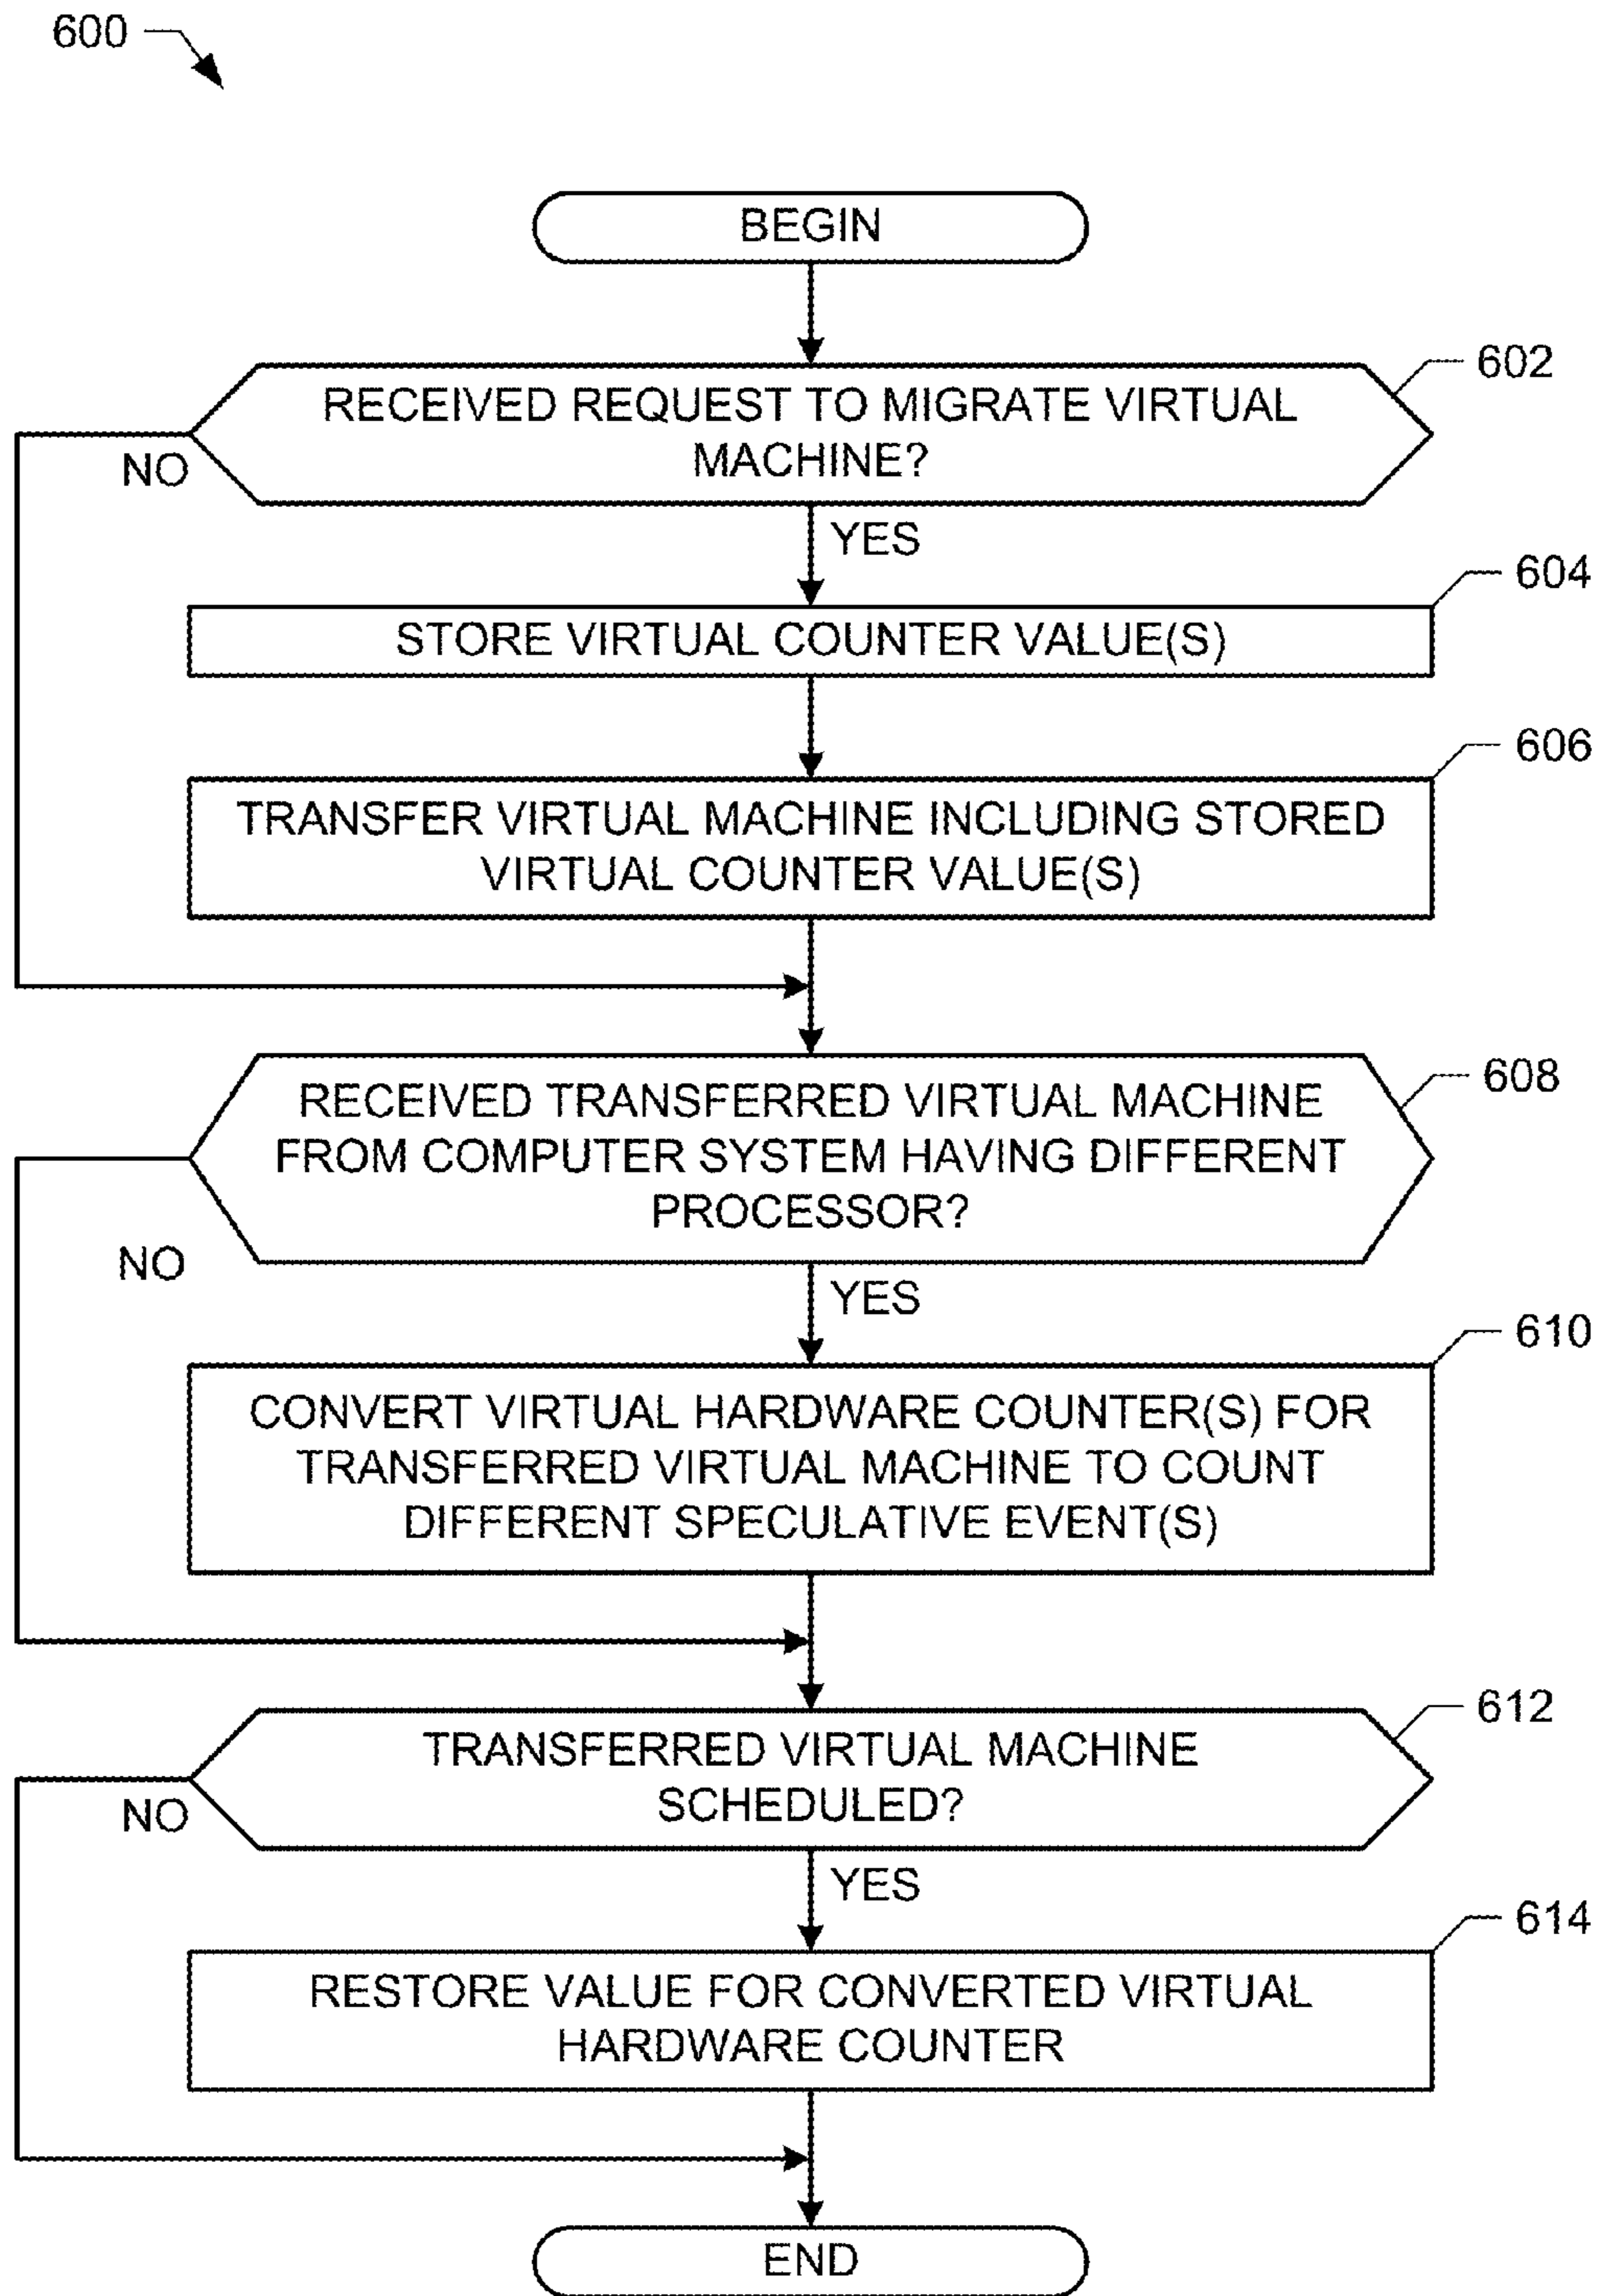 600
BEGIN
602
RECEIVED REQUEST TO MIGRATE VIRTUAL
MACHINE?
NO
YES
604
STORE VIRTUAL COUNTER VALUE(S)
606
TRANSFER VIRTUAL MACHINE INCLUDING STORED
VIRTUAL COUNTER VALUE(S)
608
RECEIVED TRANSFERRED VIRTUAL MACHINE
FROM COMPUTER SYSTEM HAVING DIFFERENT
PROCESSOR?
NO
YES
610
CONVERT VIRTUAL HARDWARE COUNTER(S) FOR
TRANSFERRED VIRTUAL MACHINE TO COUNT
DIFFERENT SPECULATIVE EVENT(S)
612
TRANSFERRED VIRTUAL MACHINE
SCHEDULED?
NO
YES
614
RESTORE VALUE FOR CONVERTED VIRTUAL
HARDWARE COUNTER
END